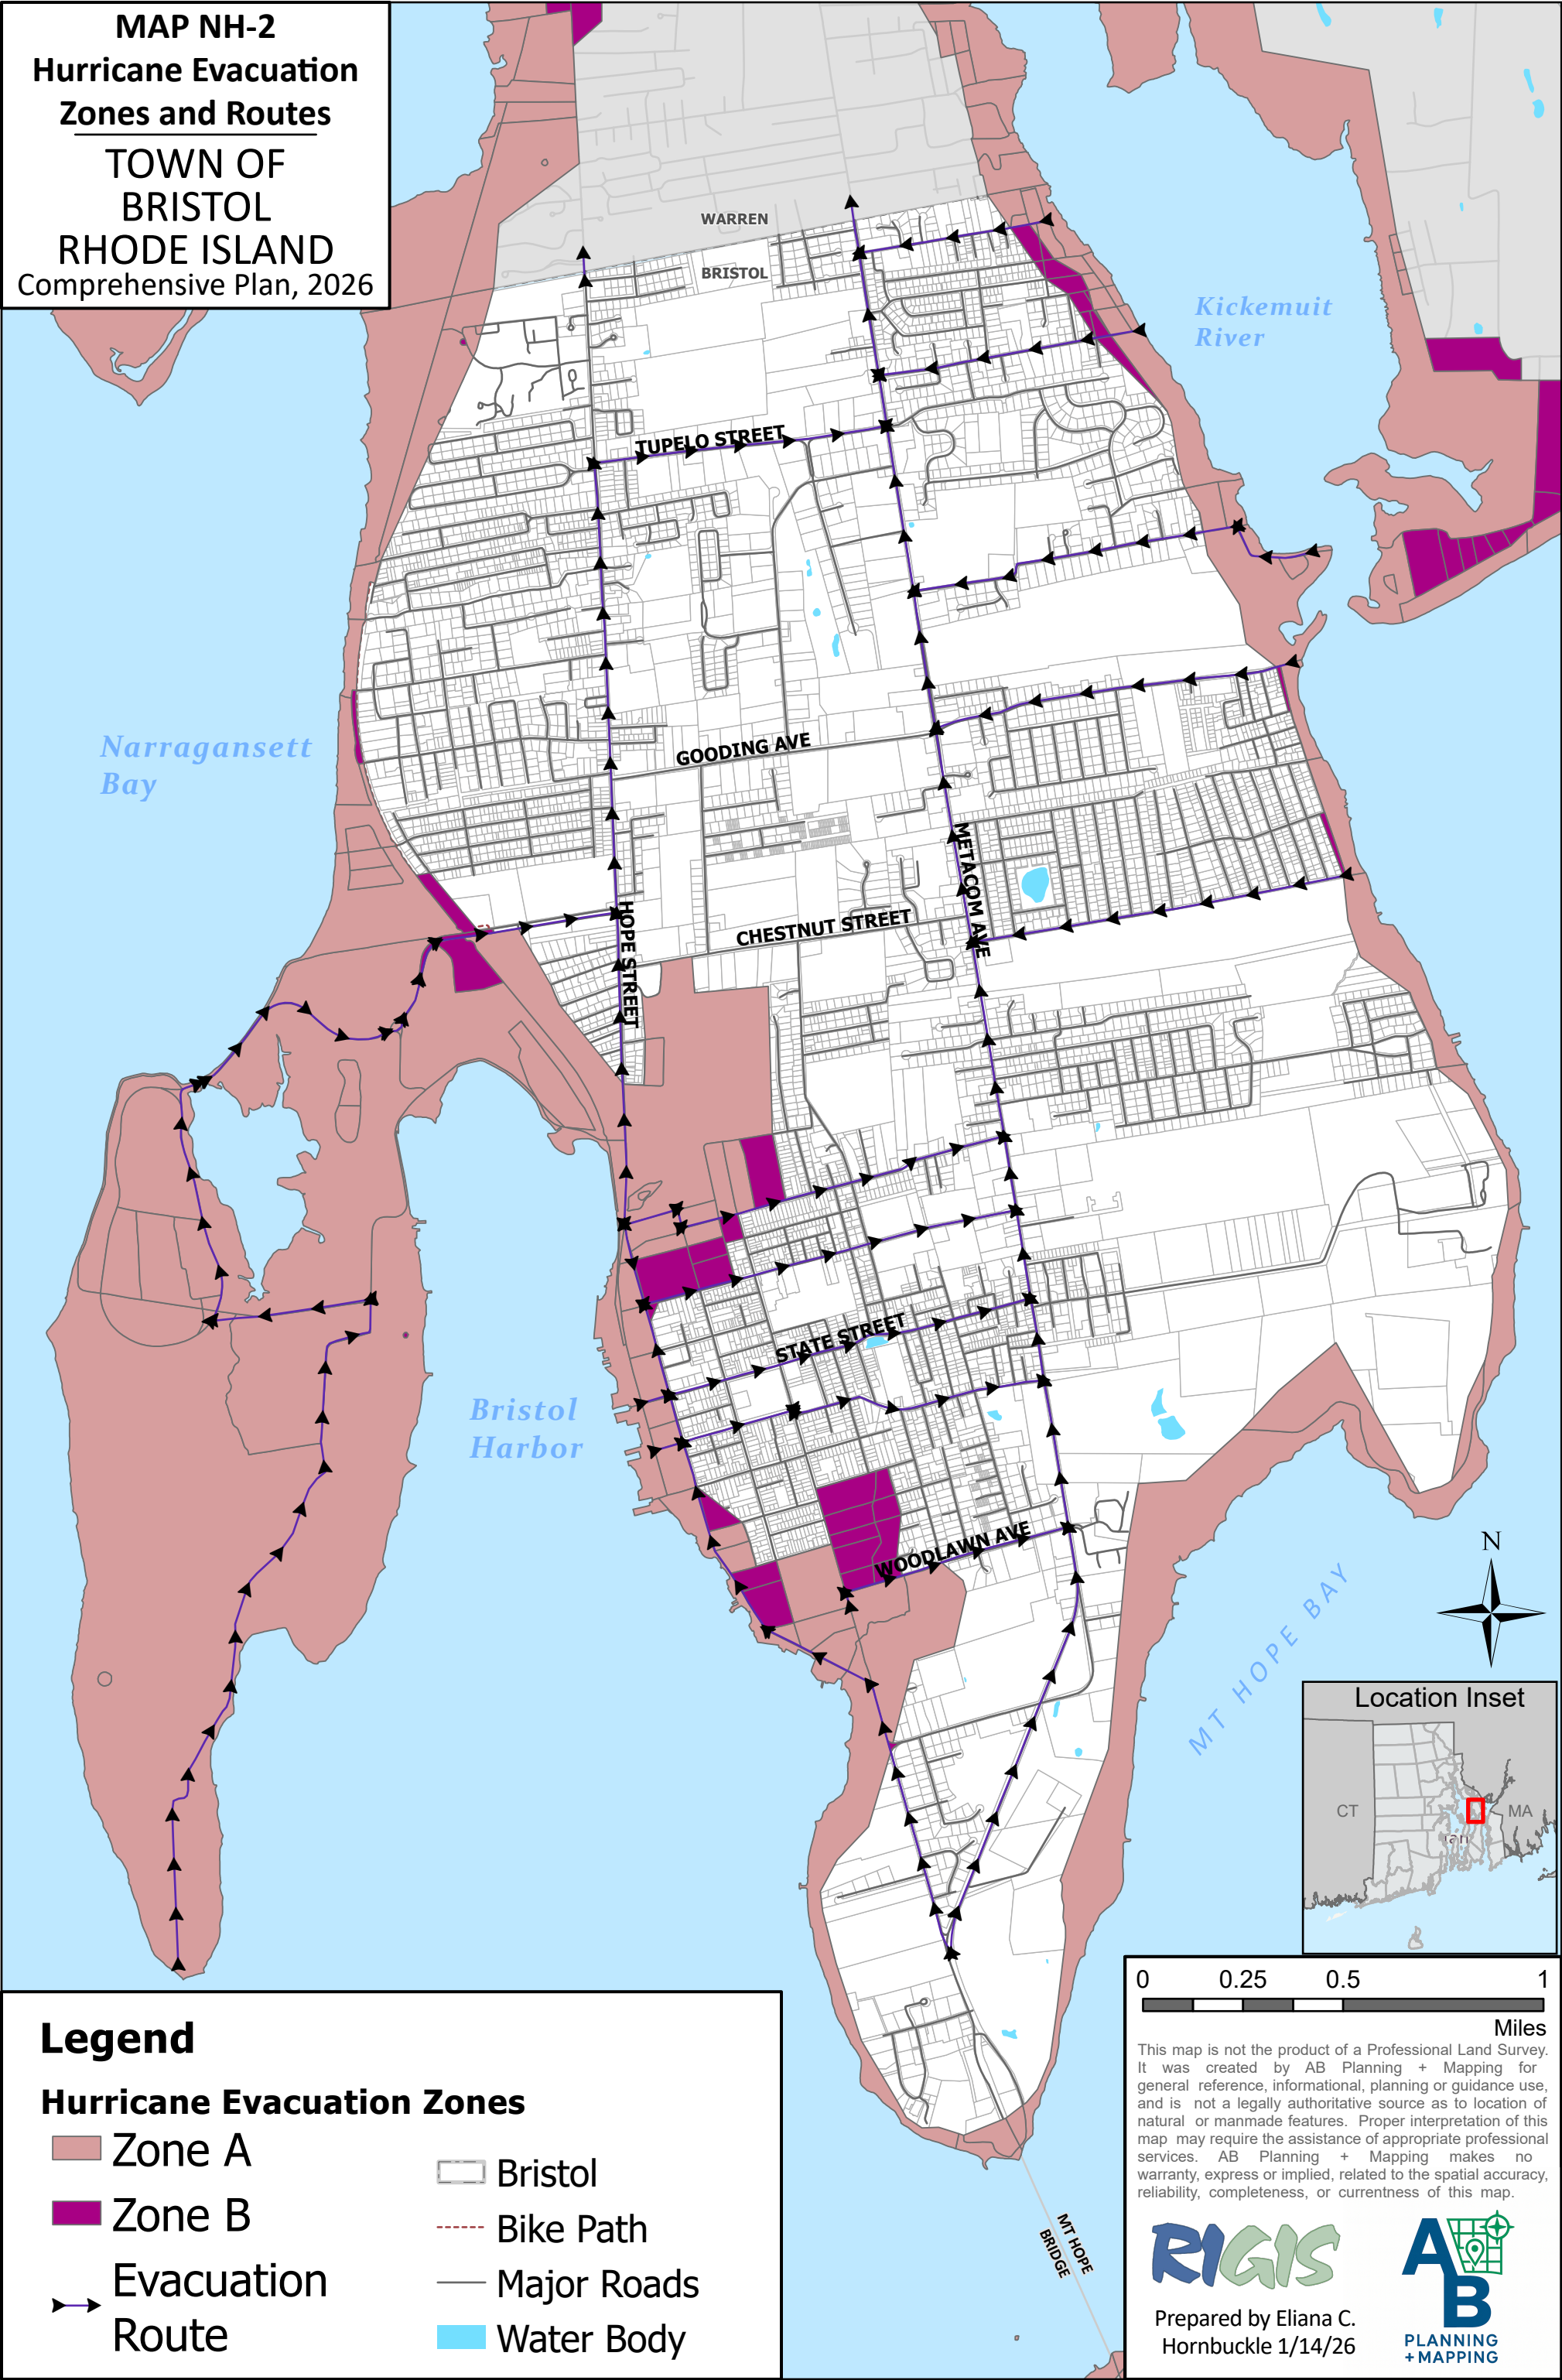 MAP NH-2
Hurricane Evacuation
Zones and Routes
TOWN OF
BRISTOL
RHODE ISLAND
Comprehensive Plan, 2026
WARREN
BRISTOL
Kickemuit
River
TUPELO STREET
Narragansett
Bay
GOODING AVE
METACOM AVE
HOPE STREET
CHESTNUT STREET
STATE STREET
Bristol
Harbor
WOODLAWN AVE
MT HOPE BAY
N
Location Inset
CT
MA
MT HOPE
BRIDGE
Legend
Hurricane Evacuation Zones
Zone A
Zone B
Evacuation
Route
Bristol
Bike Path
Major Roads
Water Body
0 0.25 0.5 1
Miles
This map is not the product of a Professional Land Survey.
It was created by AB Planning + Mapping for
general reference, informational, planning or guidance use,
and is not a legally authoritative source as to location of
natural or manmade features. Proper interpretation of this
map may require the assistance of appropriate professional
services. AB Planning + Mapping makes no
warranty, express or implied, related to the spatial accuracy,
reliability, completeness, or currentness of this map.
RIGIS
Prepared by Eliana C.
Hornbuckle 1/14/26
AB
PLANNING
+MAPPING